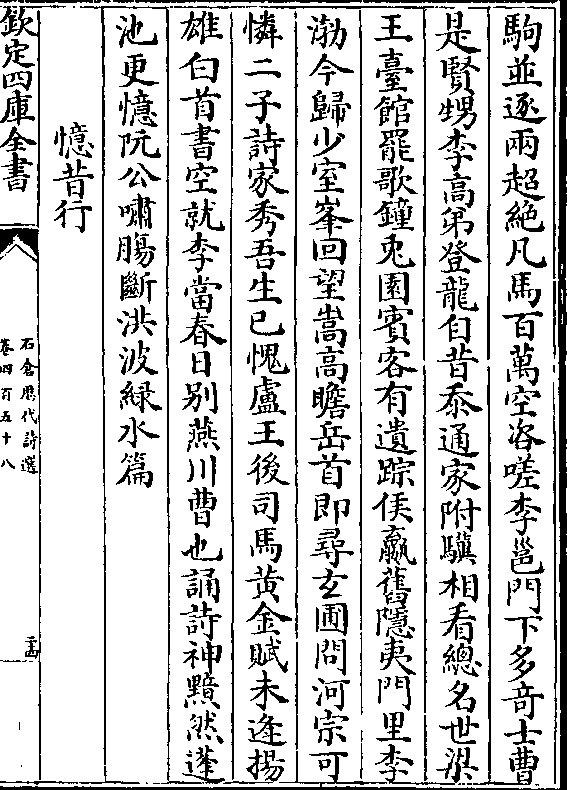 駒並逐兩超絶凡馬百萬空咨嗟李邕門下多奇士曹
是賢甥李高弟登龍自昔忝通家附驥相看總名世梁
王臺館罷歌鐘兎園賓客有遺踪侯嬴舊隱夷門里李
渤今歸少室峯回望嵩高瞻岳首即尋玄圃問河宗可
憐二子詩家秀吾生已愧盧王後司馬黄金賦未逢揚
雄白首書空就李當春日别燕川曹也誦詩神黯然蓬
池更憶阮公嘯腸斷洪波緑水篇
憶昔行
欽定四庫全書
石倉歴代詩選
卷四百五十八